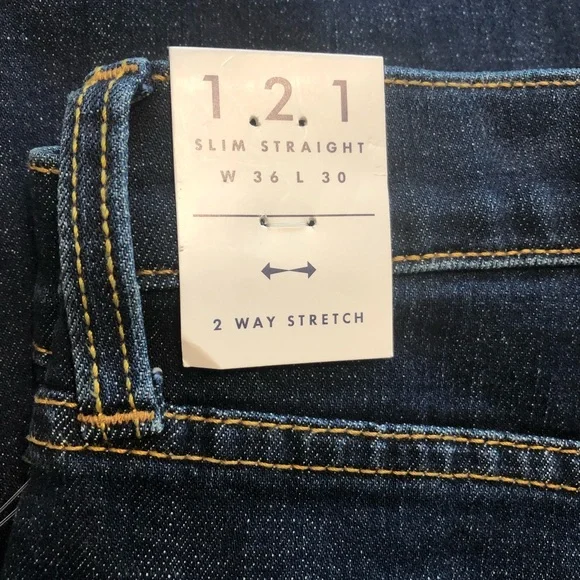 1.2.1
SLIM STRAIGHT
W 36 L 30
2 WAY STRETCH